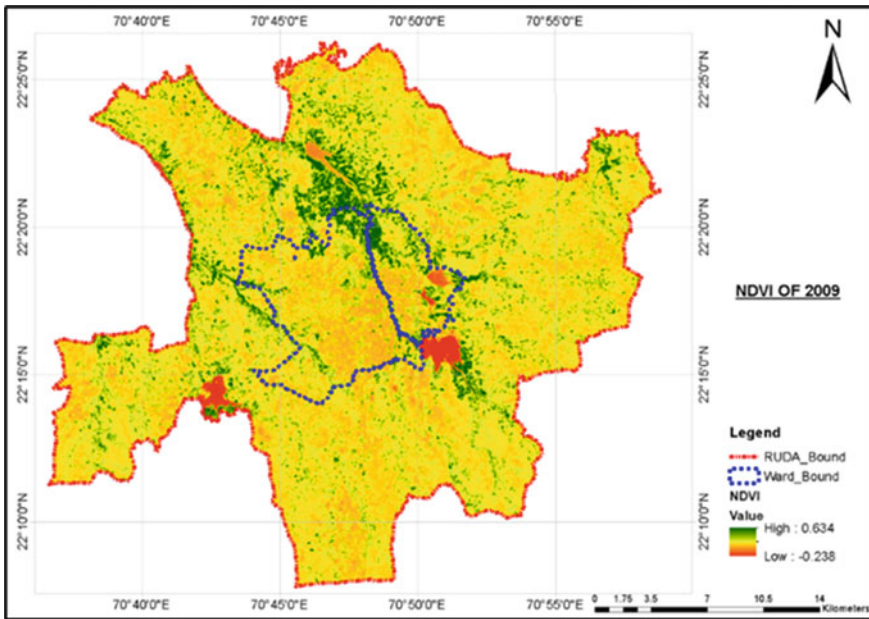 70°40'0"E 70°45'0"E 70°50'0"E 70°55'0"E
N
22°25'0"N 22°25'0"N
22°20'0"N 22°20'0"N
NDVI OF 2009
22°15'0"N 22°15'0"N
Legend
RUDA_Bound
Ward_Bound
NDVI
Value
High : 0.634
Low : -0.238
22°10'0"N 22°10'0"N
70°40'0"E 70°45'0"E 70°50'0"E 70°55'0"E
0 1.75 3.5 7 10.5 14
Kilometers